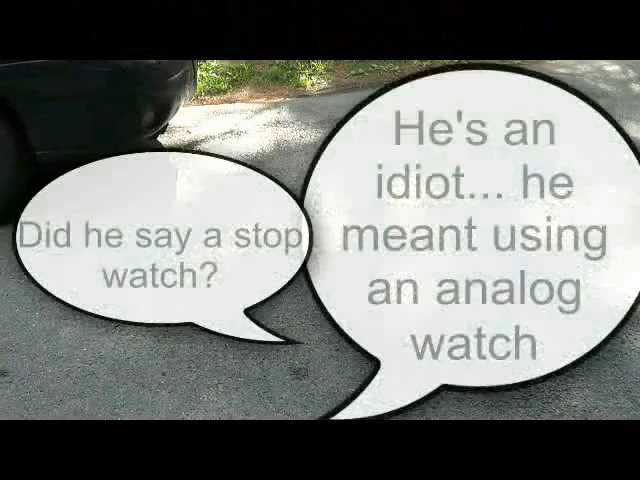 Did he say a stop
watch?
He's an
idiot... he
meant using
an analog
watch